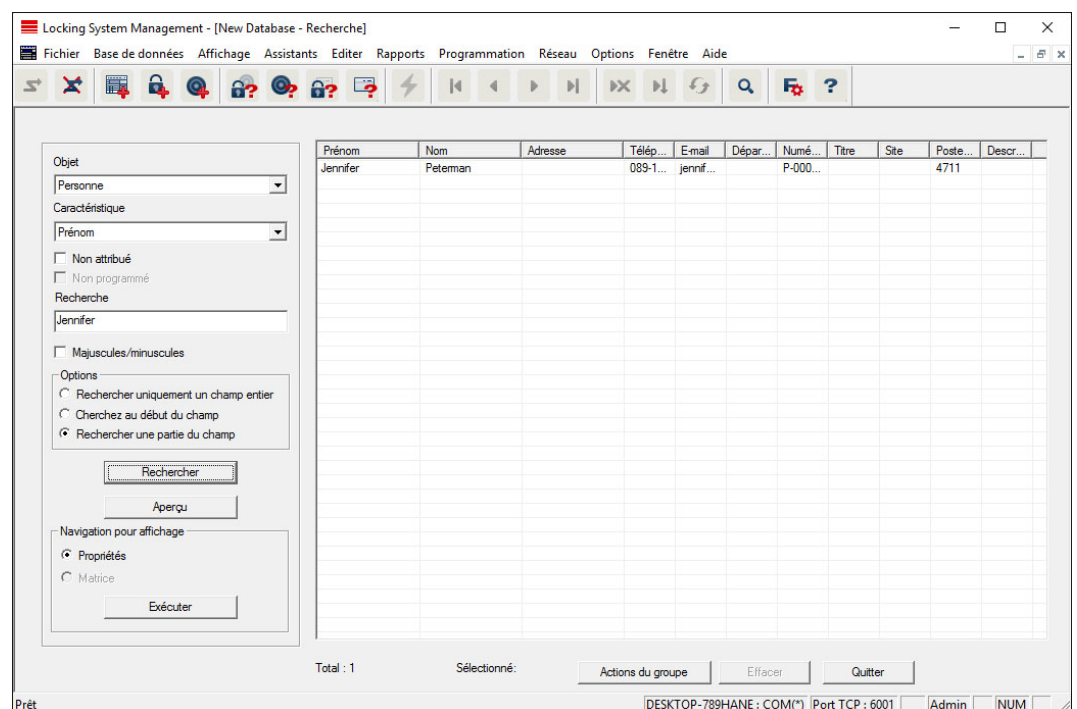 Locking System Management - [New Database - Recherche]
Fichier Base de données Affichage Assistants Editer Rapports Programmation Réseau Options Fenêtre Aide
Objet
Personne
Caractéristique
Prénom
Non attribué
Non programmé
Recherche
Jennifer
Majuscules/minuscules
Options
Rechercher uniquement un champ entier
Cherchez au début du champ
Rechercher une partie du champ
Rechercher
Aperçu
Navigation pour affichage
Propriétés
Matrice
Exécuter
Prénom Nom Adresse Télép... E-mail Dépar... Numé... Titre Site Poste... Descr...
Jennifer Peterman 089-1... jennif... P-000... 4711
Total : 1 Sélectionné: Actions du groupe Effacer Quitter
Prêt DESKTOP-789HANE : COM(*) Port TCP : 6001 Admin NUM